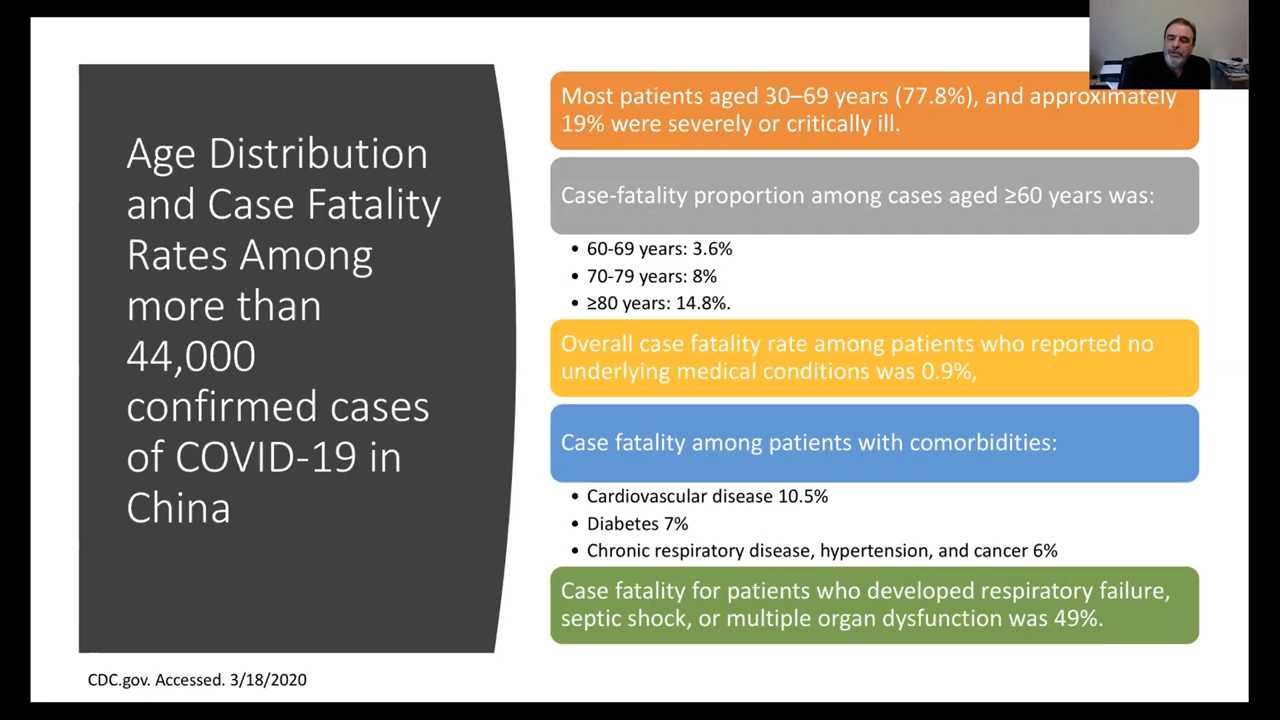 Age Distribution
and Case Fatality
Rates Among
more than
44,000
confirmed cases
of COVID-19 in
China
Most patients aged 30–69 years (77.8%), and approximately
19% were severely or critically ill.
Case-fatality proportion among cases aged ≥60 years was:
• 60-69 years: 3.6%
• 70-79 years: 8%
• ≥80 years: 14.8%.
Overall case fatality rate among patients who reported no
underlying medical conditions was 0.9%,
Case fatality among patients with comorbidities:
• Cardiovascular disease 10.5%
• Diabetes 7%
• Chronic respiratory disease, hypertension, and cancer 6%
Case fatality for patients who developed respiratory failure,
septic shock, or multiple organ dysfunction was 49%.
CDC.gov. Accessed. 3/18/2020